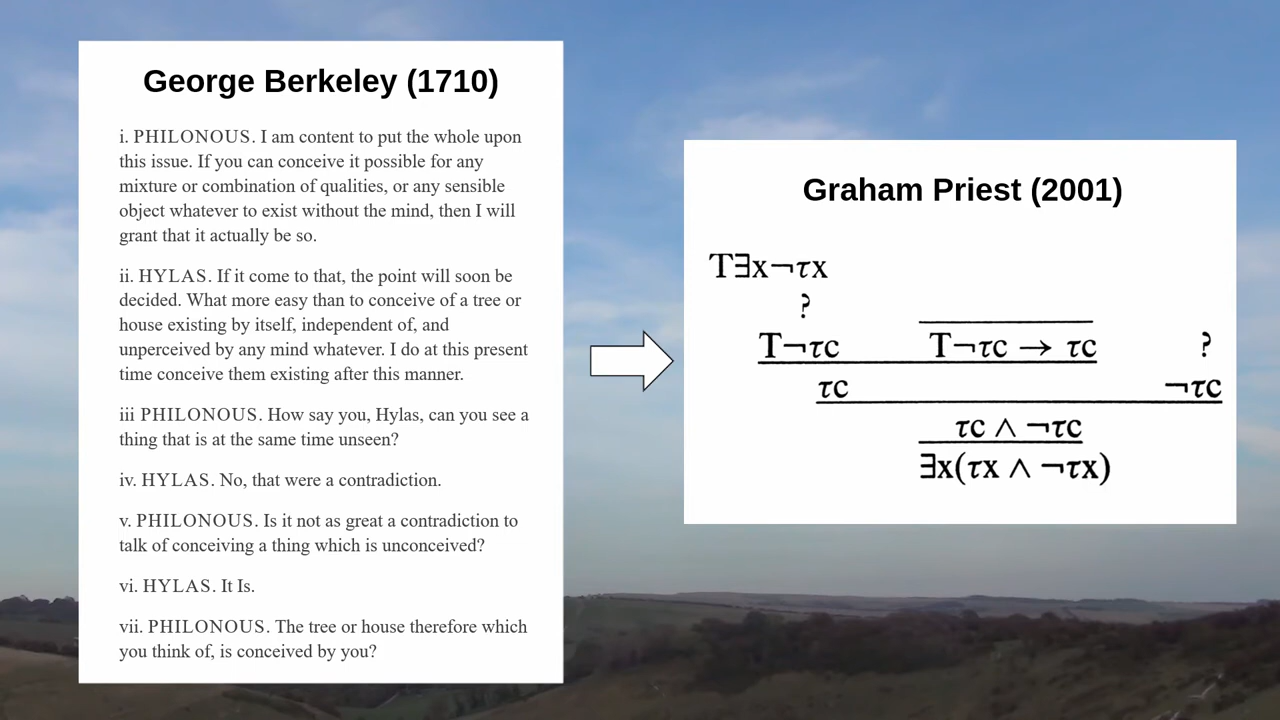 George Berkeley (1710)
i. PHILONOUS. I am content to put the whole upon
this issue. If you can conceive it possible for any
mixture or combination of qualities, or any sensible
object whatever to exist without the mind, then I will
grant that it actually be so.
ii. HYLAS. If it come to that, the point will soon be
decided. What more easy than to conceive of a tree or
house existing by itself, independent of, and
unperceived by any mind whatever. I do at this present
time conceive them existing after this manner.
iii PHILONOUS. How say you, Hylas, can you see a
thing that is at the same time unseen?
iv. HYLAS. No, that were a contradiction.
v. PHILONOUS. Is it not as great a contradiction to
talk of conceiving a thing which is unconceived?
vi. HYLAS. It Is.
vii. PHILONOUS. The tree or house therefore which
you think of, is conceived by you?
Graham Priest (2001)
T∃x¬τx
?
T¬τc T¬τc → τc ?
τc ¬τc
τc ∧ ¬τc
∃x(τx ∧ ¬τx)